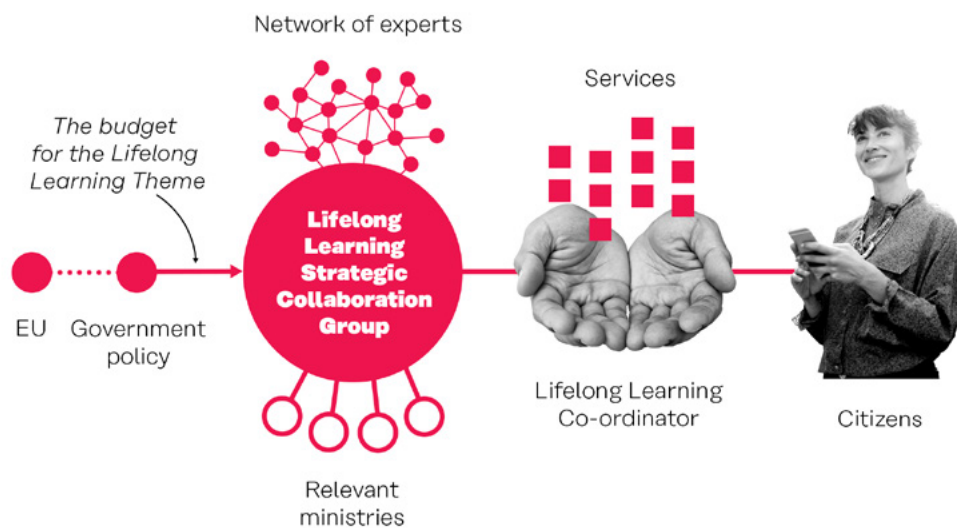 Network of experts
Services
The budget
for the Lifelong
Learning Theme
Lifelong
Learning
Strategic
Collaboration
Group
EU
Government
policy
Lifelong Learning
Co-ordinator
Citizens
Relevant
ministries